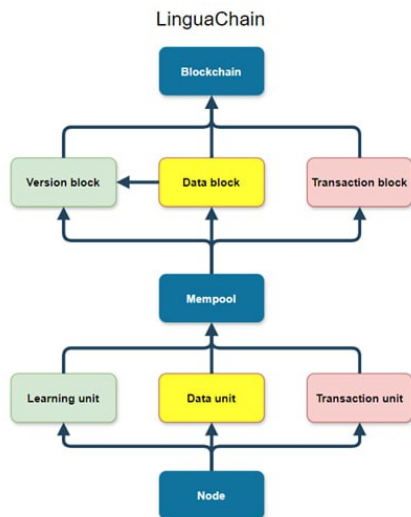 LinguaChain
Blockchain
Version block
Data block
Transaction block
Mempool
Learning unit
Data unit
Transaction unit
Node